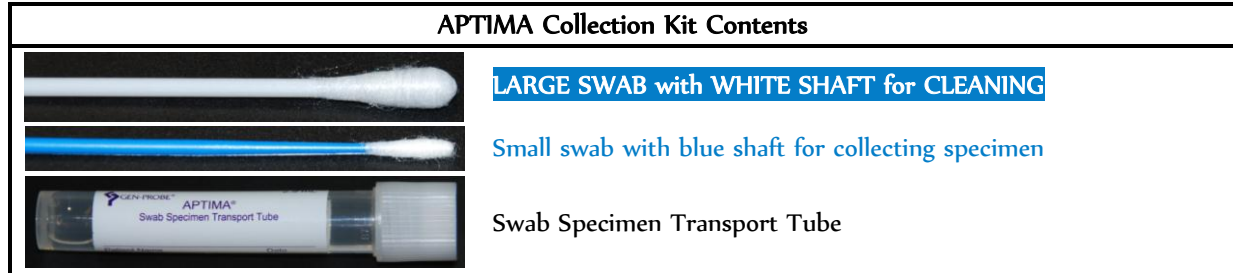 APTIMA Collection Kit Contents
LARGE SWAB with WHITE SHAFT for CLEANING
Small swab with blue shaft for collecting specimen
GEN-PROBE®
APTIMA®
Swab Specimen Transport Tube
Swab Specimen Transport Tube